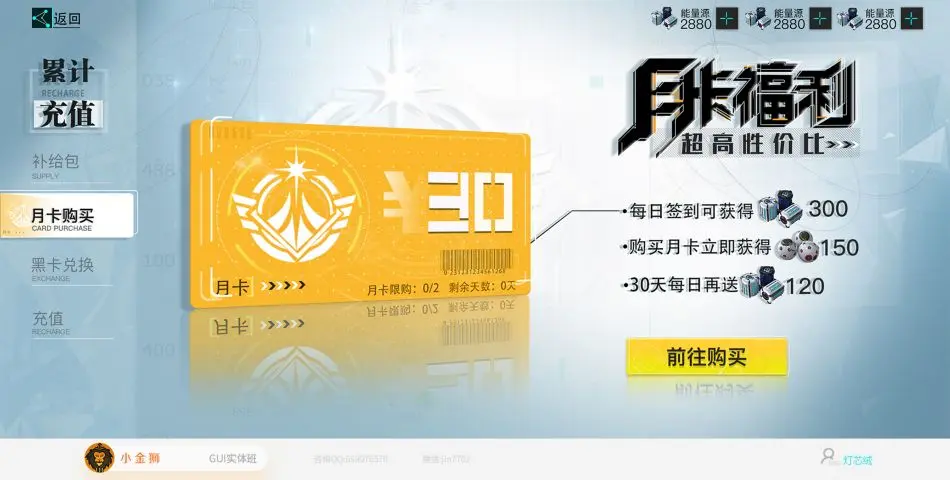 返回
能量源
2880
能量源
2880
能量源
2880
累计
RECHARGE
充值
补给包
SUPPLY
月卡购买
CARD PURCHASE
黑卡兑换
EXCHANGE
充值
RECHARGE
¥30
月卡 >>>>>
月卡限购：0/2 剩余天数：0天
月卡福利
超高性价比>>
•每日签到可获得 300
•购买月卡立即获得 150
•30天每日再送 120
前往购买
小金狮
GUI实体班
灯芯绒